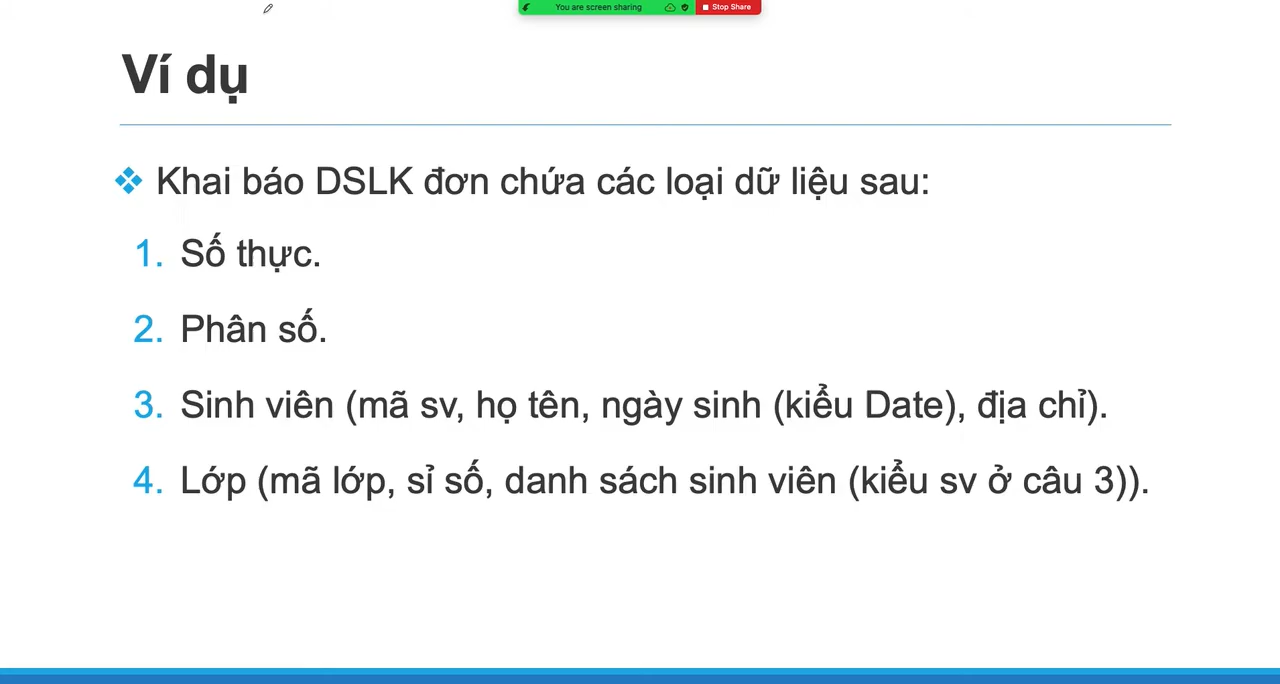 You are screen sharing
Stop Share
Ví dụ
Khai báo DSLK đơn chứa các loại dữ liệu sau:
1. Số thực.
2. Phân số.
3. Sinh viên (mã sv, họ tên, ngày sinh (kiểu Date), địa chỉ).
4. Lớp (mã lớp, sỉ số, danh sách sinh viên (kiểu sv ở câu 3)).